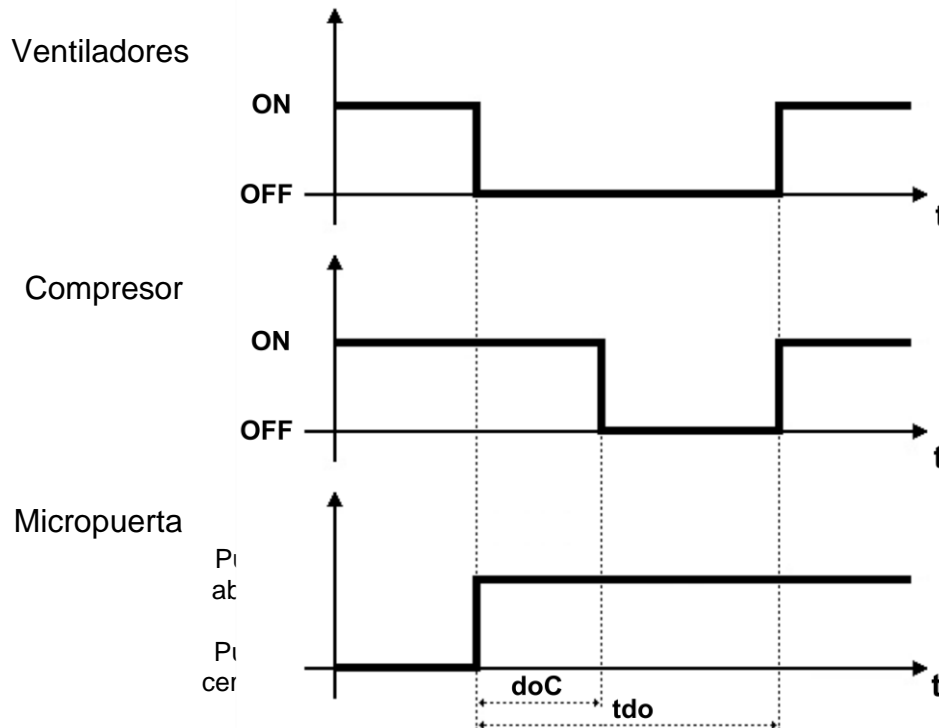 Ventiladores
ON
OFF
t
Compresor
ON
OFF
t
Micropuerta
t
doC
tdo